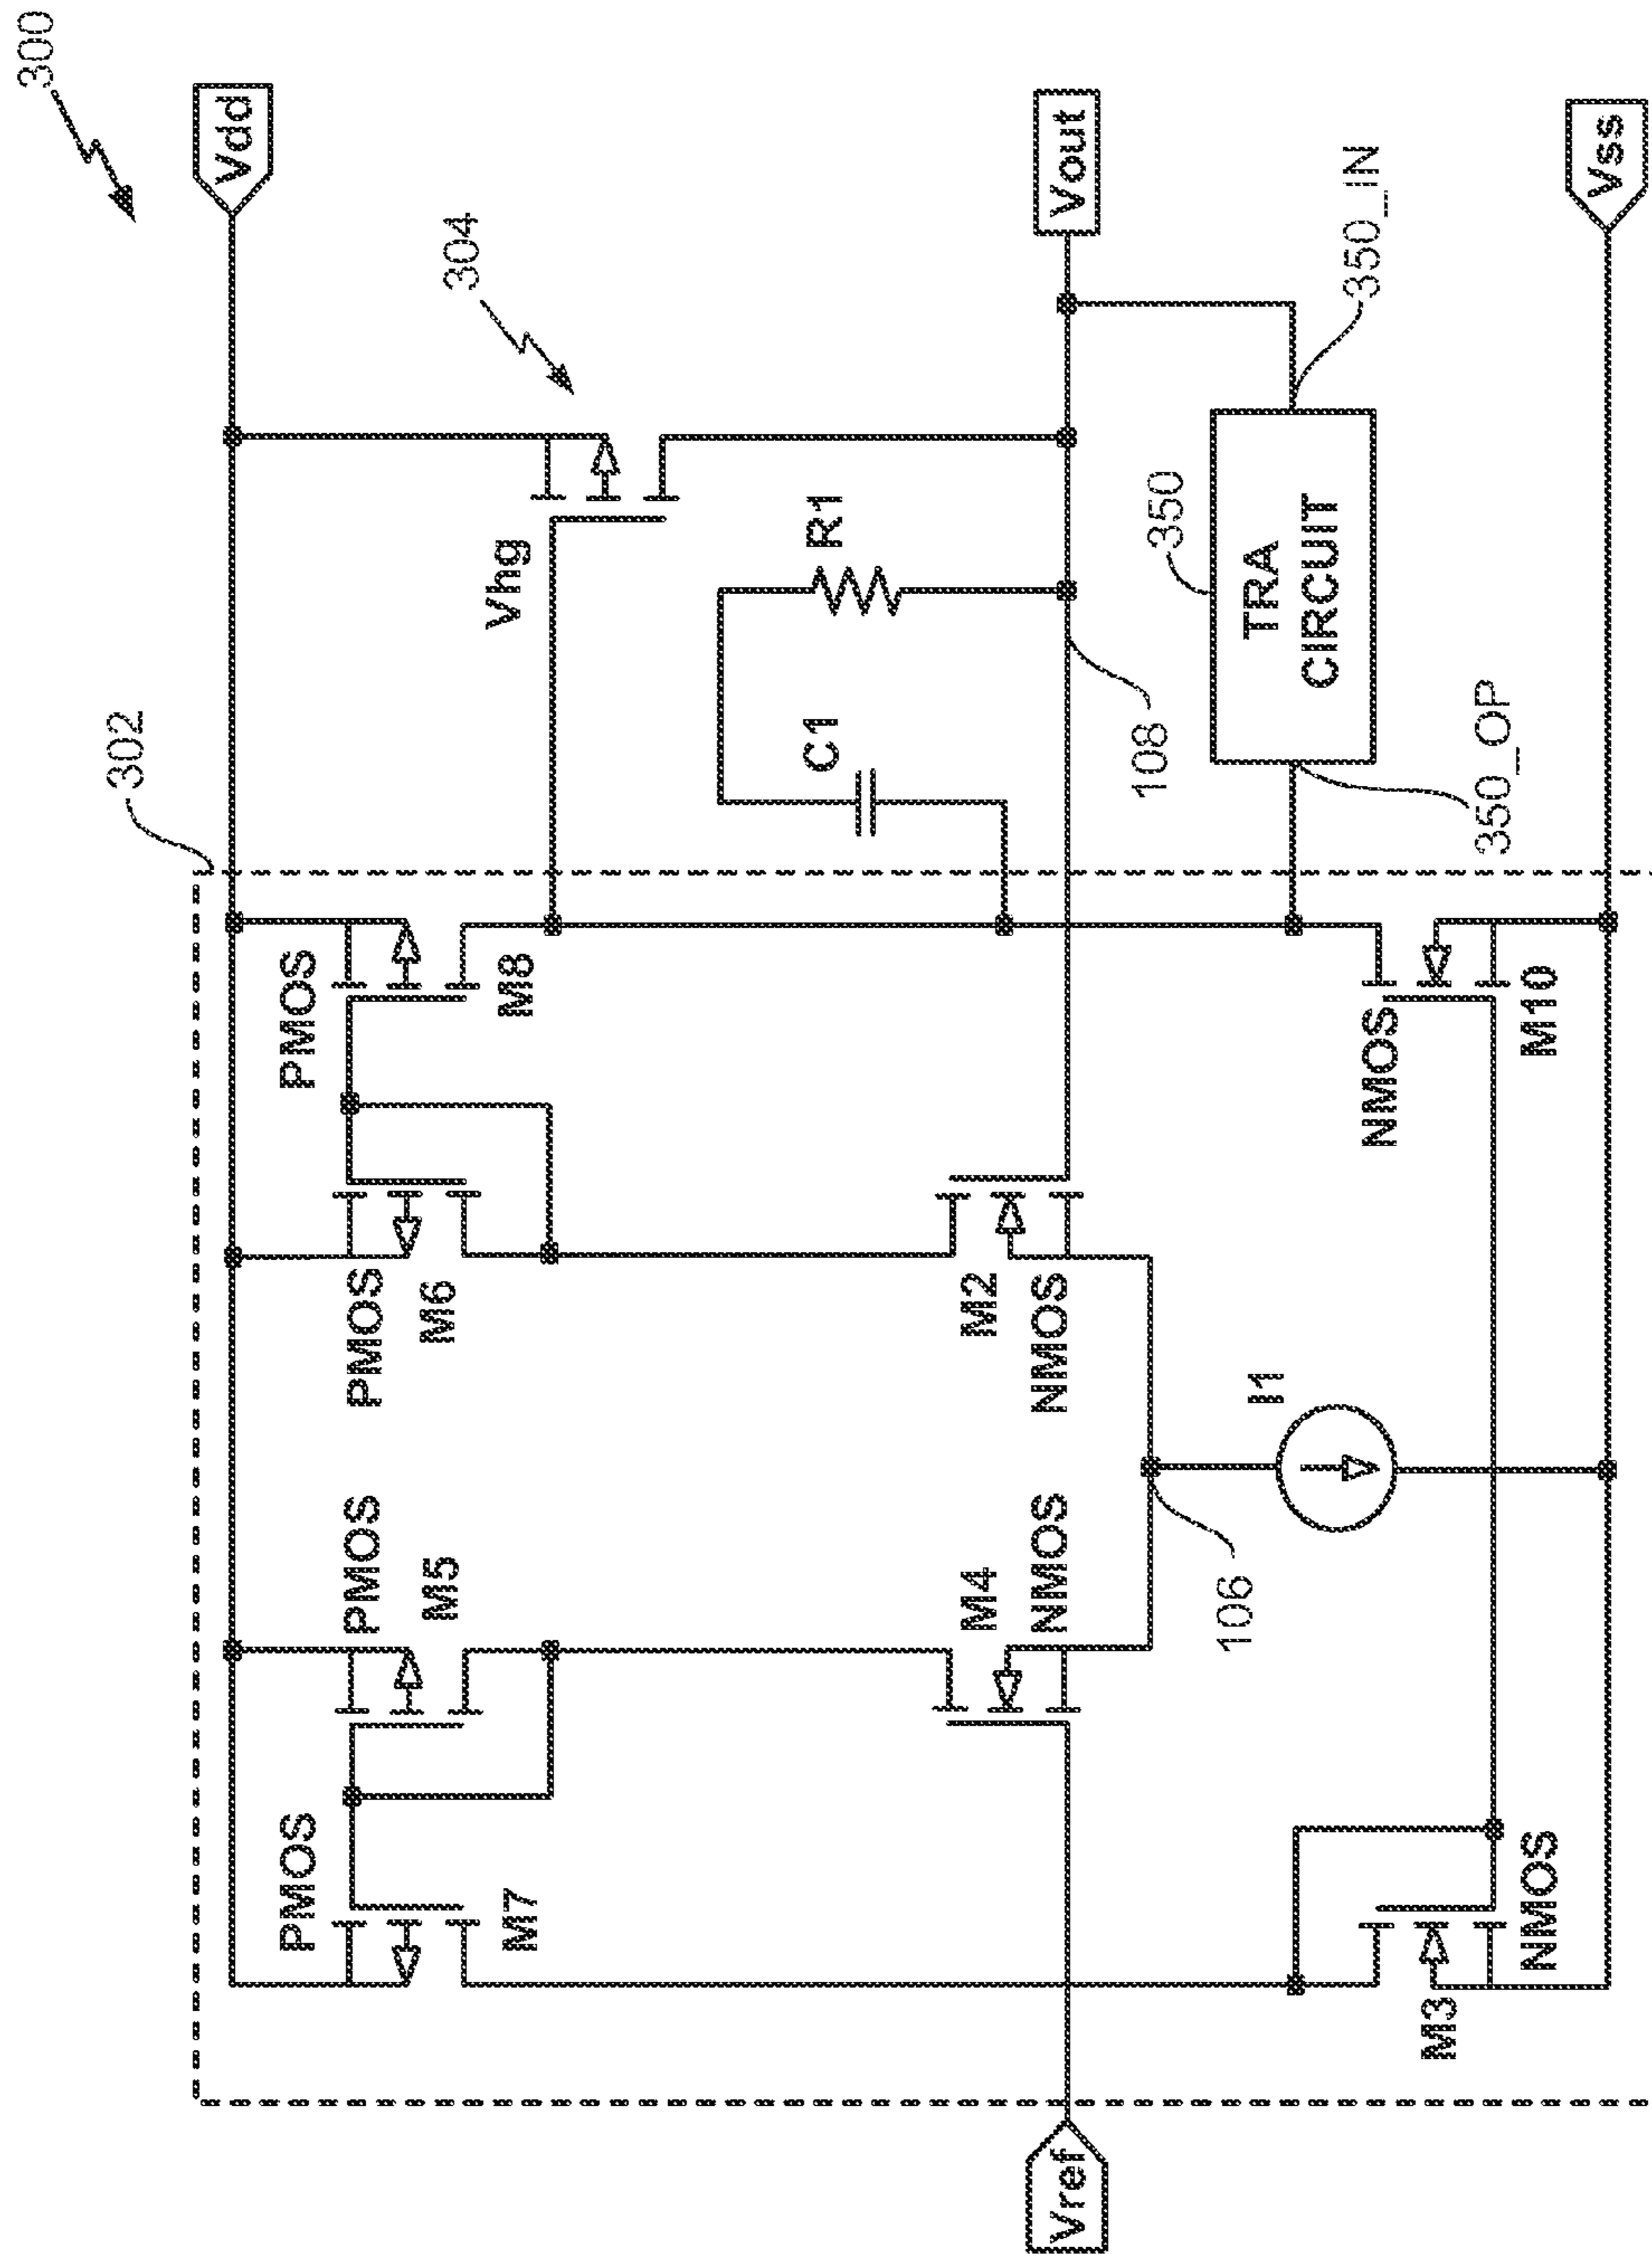 300
Vdd
304
302
Vhg
R1
C1
Vout
108
350
TRA
CIRCUIT
350_IN
350_OP
Vss
PMOS
M8
PMOS
M6
PMOS
M5
PMOS
M7
M2
NMOS
M4
NMOS
106
I1
NMOS
M10
M3
NMOS
Vref